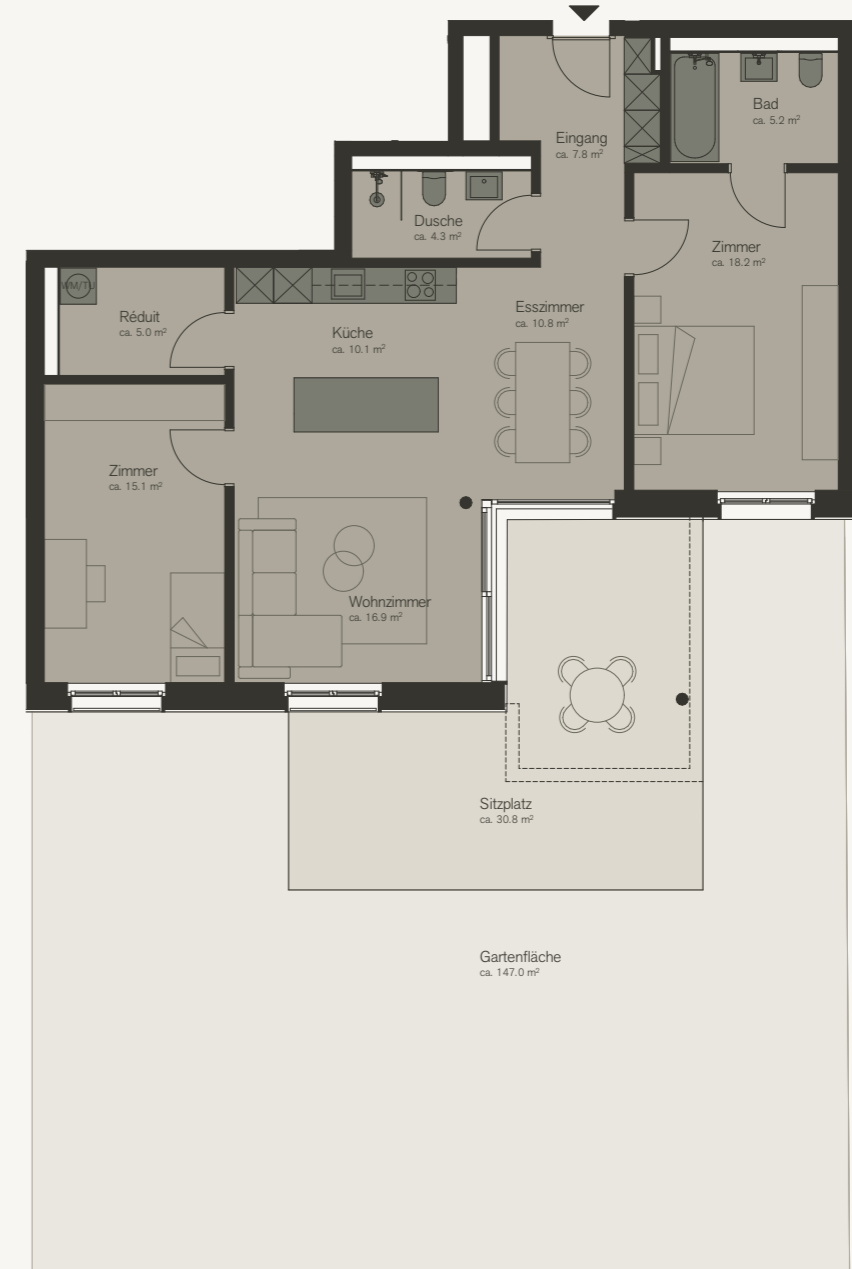 Bad
ca. 5.2 m²
Eingang
ca. 7.8 m²
Dusche
ca. 4.3 m²
Zimmer
ca. 18.2 m²
WM/TU
Réduit
ca. 5.0 m²
Küche
ca. 10.1 m²
Esszimmer
ca. 10.8 m²
Zimmer
ca. 15.1 m²
Wohnzimmer
ca. 16.9 m²
Sitzplatz
ca. 30.8 m²
Gartenfläche
ca. 147.0 m²